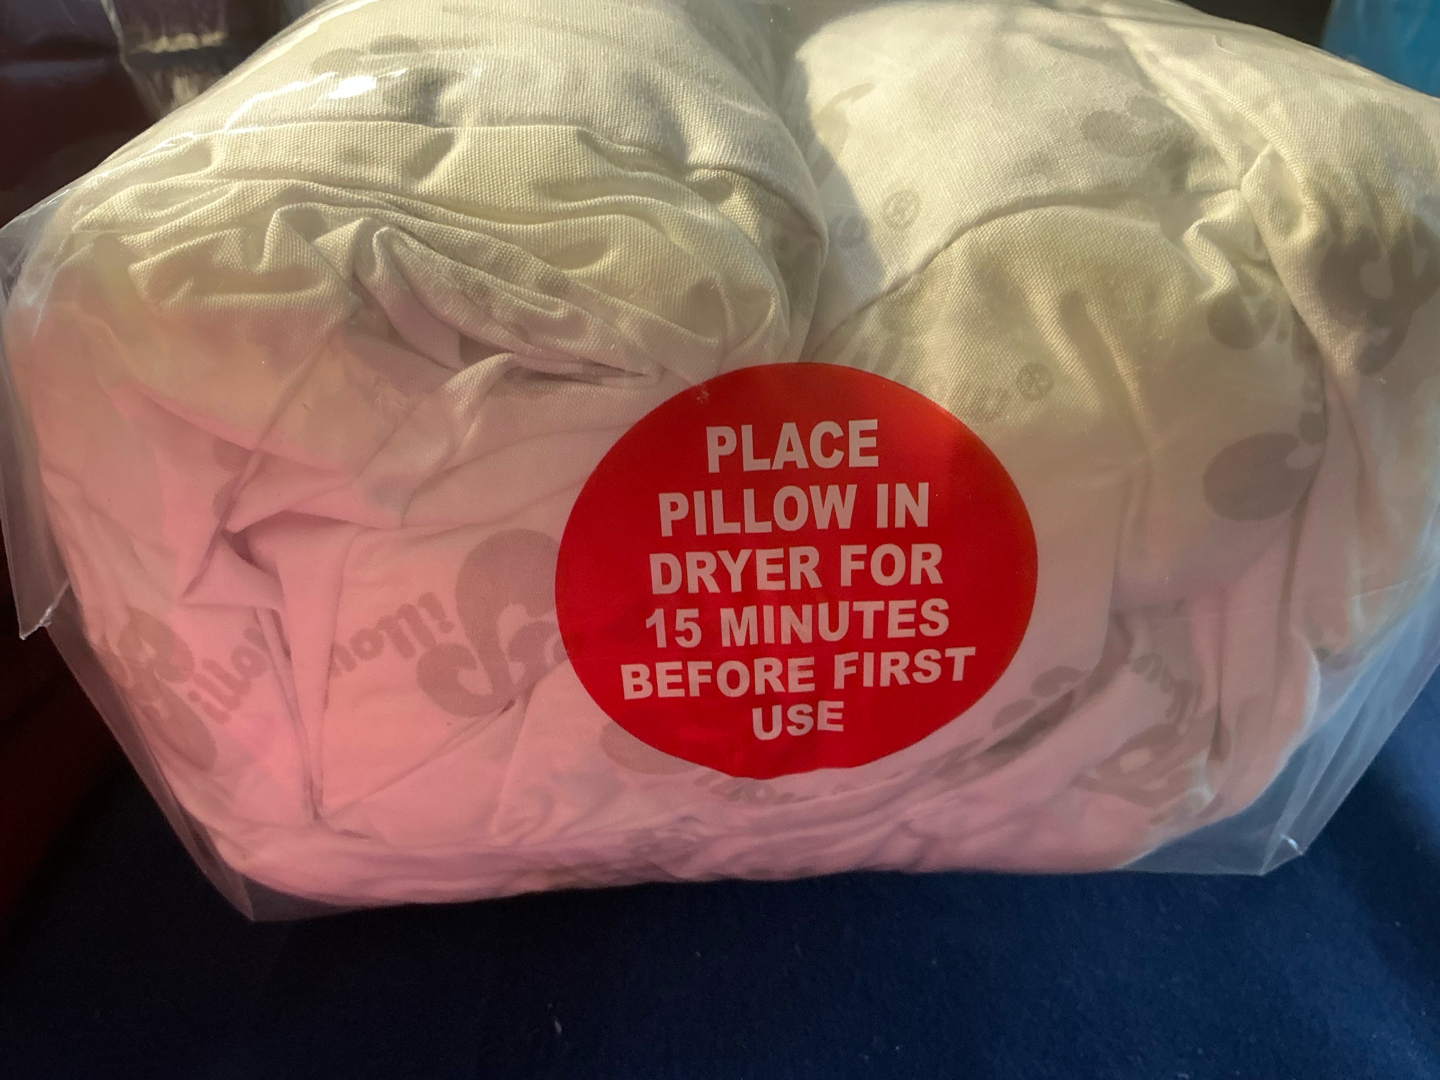 PLACE
PILLOW IN
DRYER FOR
15 MINUTES
BEFORE FIRST
USE